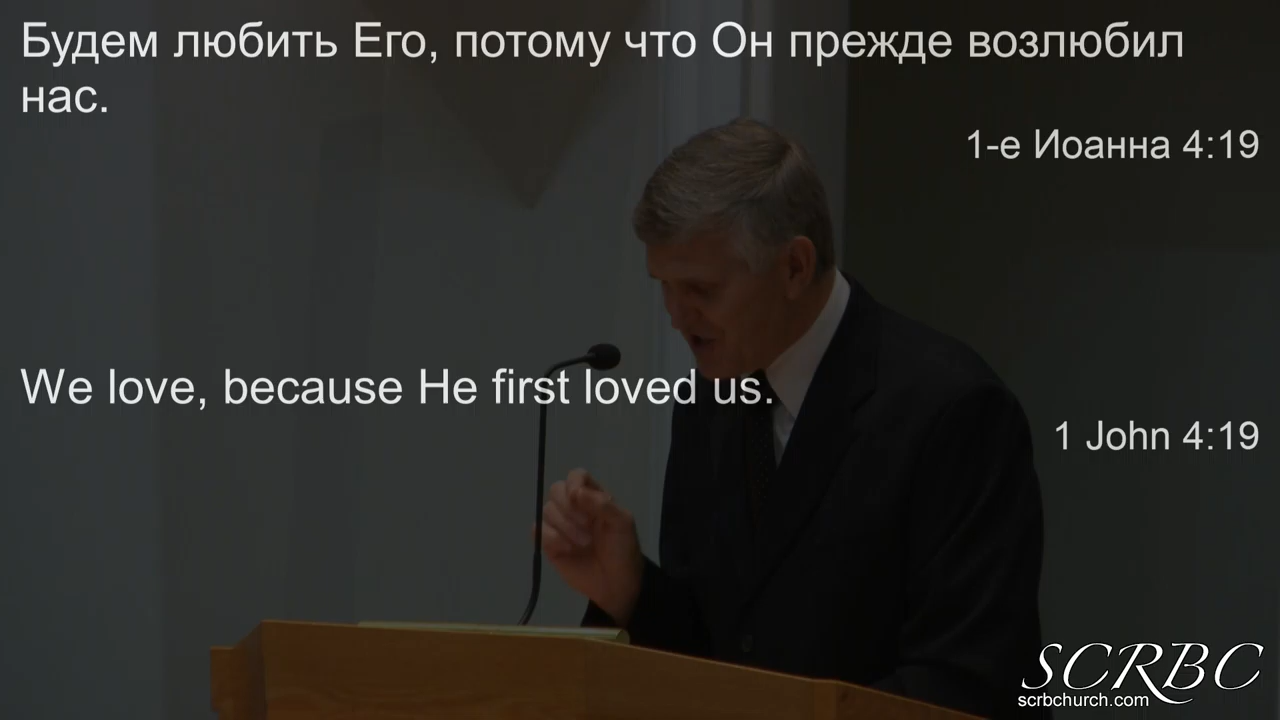 Будем любить Его, потому что Он прежде возлюбил
нас.
1-е Иоанна 4:19
We love, because He first loved us.
1 John 4:19
SCRBC
scrbchurch.com